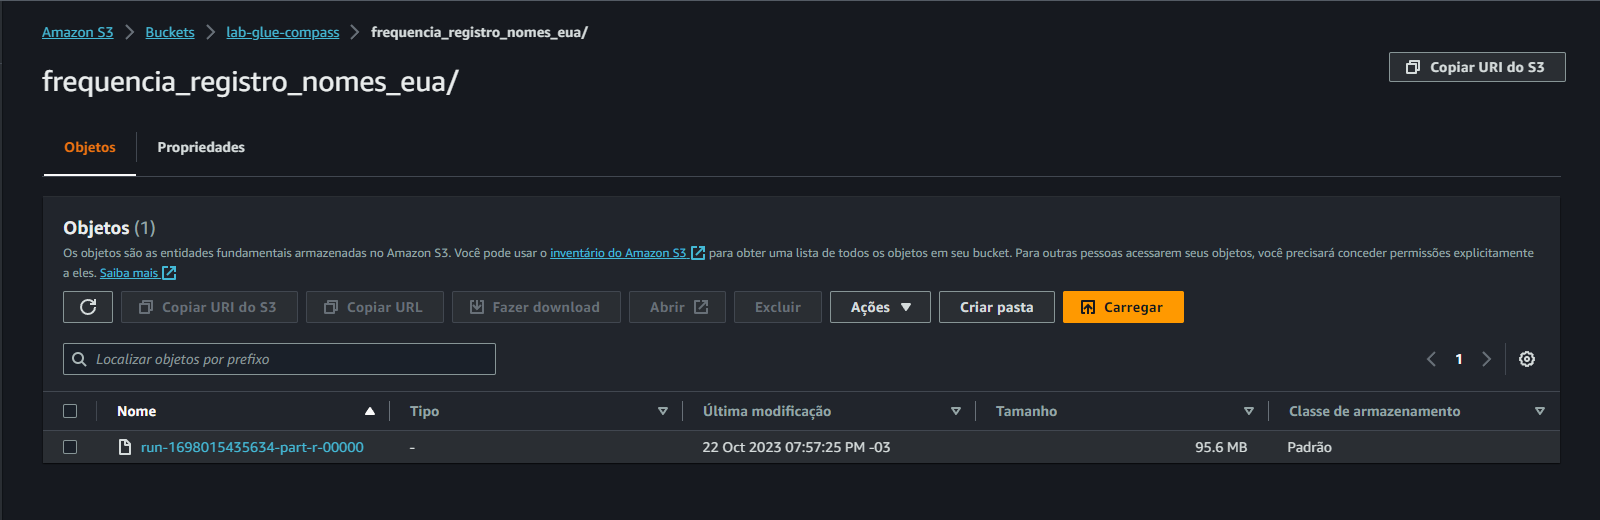 Amazon S3 > Buckets > lab-glue-compass > frequencia_registro_nomes_eua/
frequencia_registro_nomes_eua/
Copiar URI do S3
Objetos Propriedades
Objetos (1)
Os objetos são as entidades fundamentais armazenadas no Amazon S3. Você pode usar o inventário do Amazon S3 para obter uma lista de todos os objetos em seu bucket. Para outras pessoas acessarem seus objetos, você precisará conceder permissões explicitamente
a eles. Saiba mais
Copiar URI do S3 Copiar URL Fazer download Abrir Excluir Ações Criar pasta Carregar
Localizar objetos por prefixo
< 1 >
Nome Tipo Última modificação Tamanho Classe de armazenamento
run-1698015435634-part-r-00000 - 22 Oct 2023 07:57:25 PM -03 95.6 MB Padrão